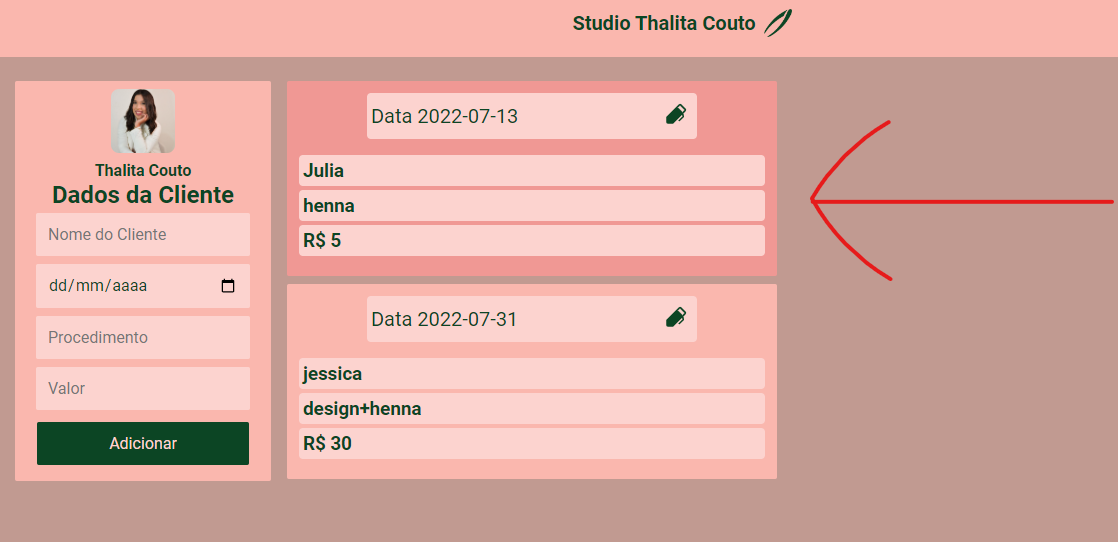 Studio Thalita Couto
Thalita Couto
Dados da Cliente
Nome do Cliente
dd/mm/aaaa
Procedimento
Valor
Adicionar
Data 2022-07-13
Julia
henna
R$ 5
Data 2022-07-31
jessica
design+henna
R$ 30